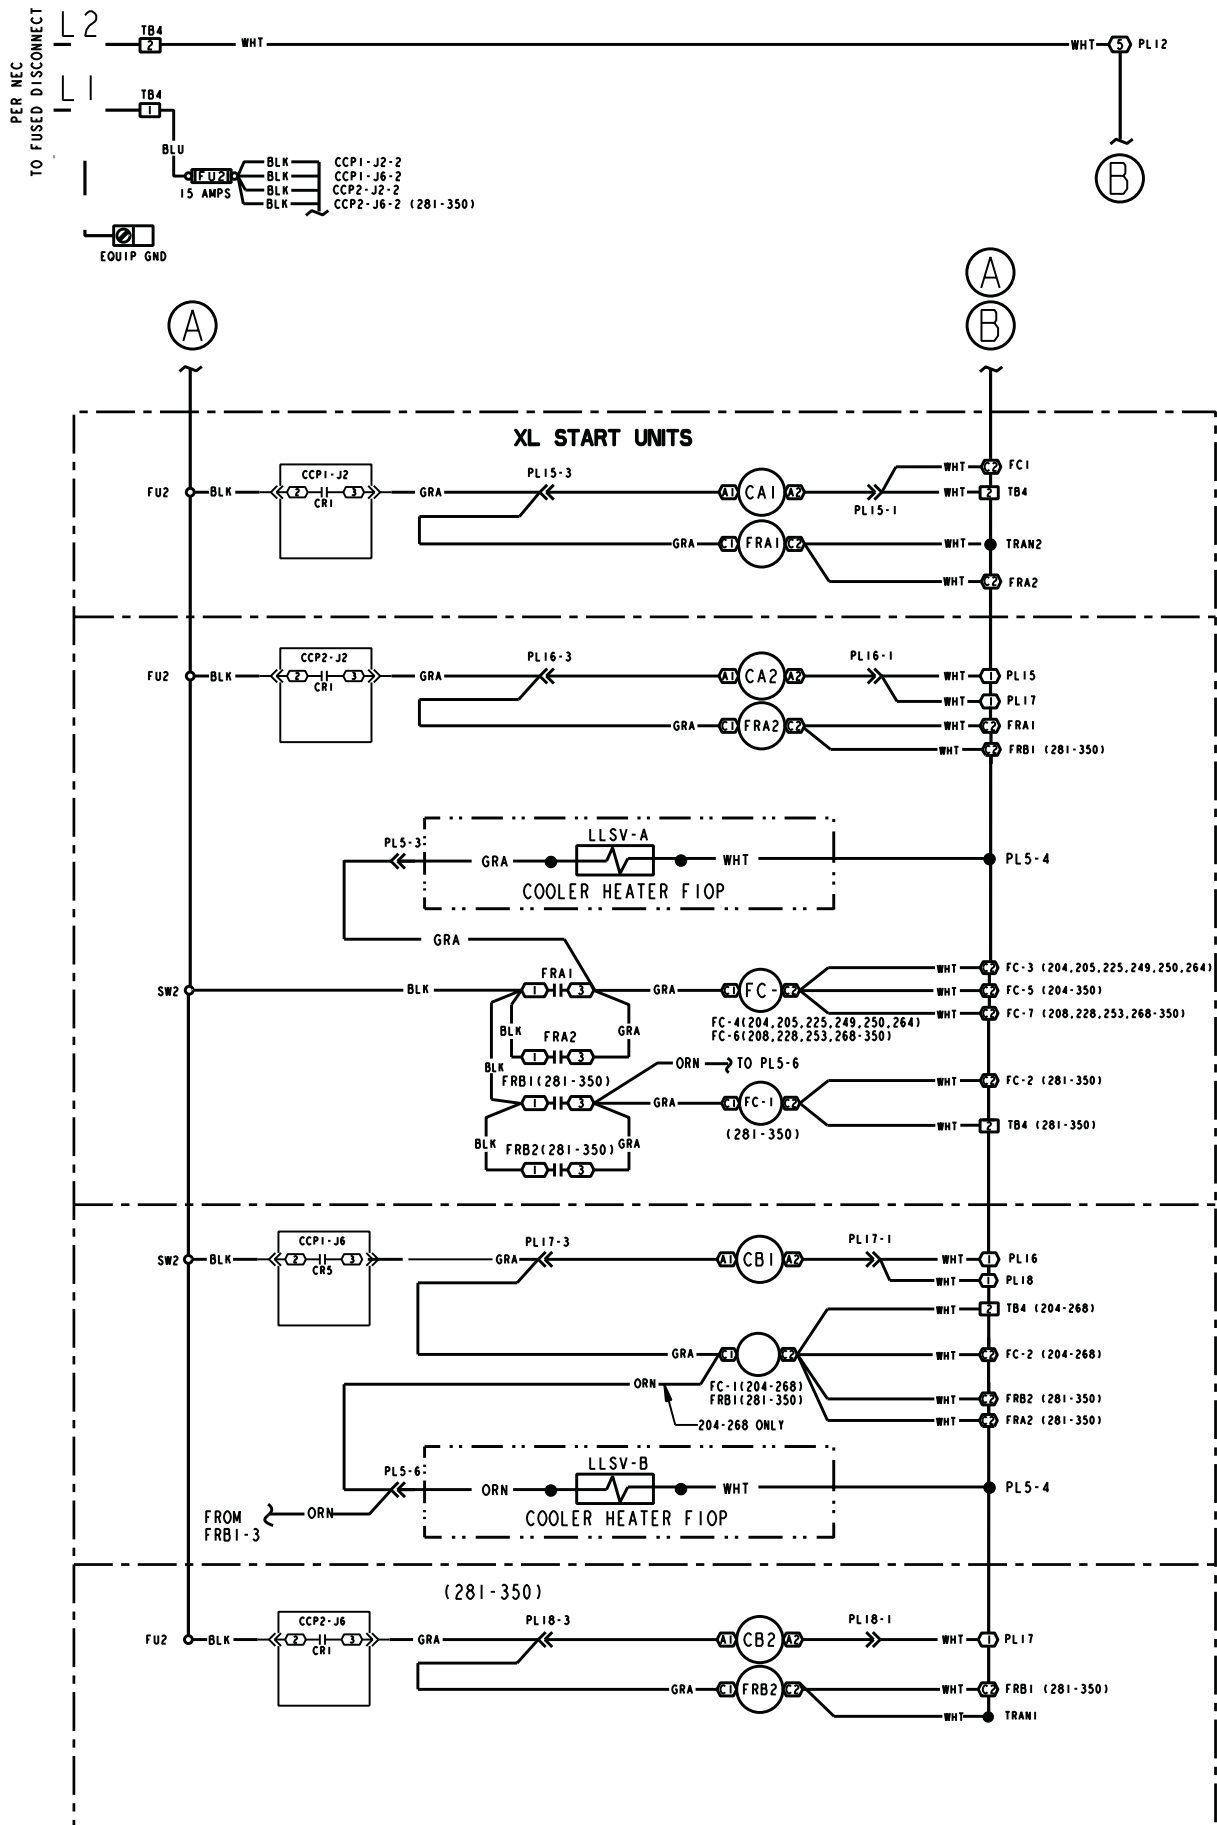 PER NEC
TO FUSED DISCONNECT
L2
TB4
2
WHT
WHT
5
PL12
L1
TB4
1
BLU
FU2
15 AMPS
BLK
CCP1-J2-2
BLK
CCP1-J6-2
BLK
CCP2-J2-2
BLK
CCP2-J6-2 (281-350)
B
EQUIP GND
A
A
B
XL START UNITS
FU2
BLK
CCP1-J2
2
3
CR1
GRA
PL15-3
A1
CA1
A2
PL15-1
WHT
C2
FC1
WHT
2
TB4
GRA
C1
FRA1
C2
WHT
TRAN2
WHT
C2
FRA2
FU2
BLK
CCP2-J2
2
3
CR1
GRA
PL16-3
A1
CA2
A2
PL16-1
WHT
1
PL15
WHT
1
PL17
GRA
C1
FRA2
C2
WHT
C2
FRA1
WHT
C2
FRB1 (281-350)
PL5-3
GRA
LLSV-A
WHT
PL5-4
COOLER HEATER FIOP
GRA
SW2
BLK
FRA1
1
3
GRA
C1
FC-
C2
WHT
C2
FC-3 (204,205,225,249,250,264)
WHT
C2
FC-5 (204-350)
WHT
C2
FC-7 (208,228,253,268-350)
FC-4(204,205,225,249,250,264)
FC-6(208,228,253,268-350)
BLK
FRA2
GRA
1
3
BLK
ORN
TO PL5-6
FRB1(281-350)
1
3
GRA
C1
FC-1
C2
WHT
C2
FC-2 (281-350)
WHT
2
TB4 (281-350)
(281-350)
BLK
FRB2(281-350)
GRA
1
3
SW2
BLK
CCP1-J6
2
3
CR5
GRA
PL17-3
A1
CB1
A2
PL17-1
WHT
1
PL16
WHT
1
PL18
WHT
2
TB4 (204-268)
GRA
C1
C2
WHT
C2
FC-2 (204-268)
ORN
FC-1(204-268)
FRB1(281-350)
WHT
C2
FRB2 (281-350)
WHT
C2
FRA2 (281-350)
204-268 ONLY
PL5-6
ORN
LLSV-B
WHT
PL5-4
COOLER HEATER FIOP
FROM
FRB1-3
ORN
(281-350)
FU2
BLK
CCP2-J6
2
3
CR1
GRA
PL18-3
A1
CB2
A2
PL18-1
WHT
1
PL17
GRA
C1
FRB2
C2
WHT
C2
FRB1 (281-350)
WHT
TRAN1